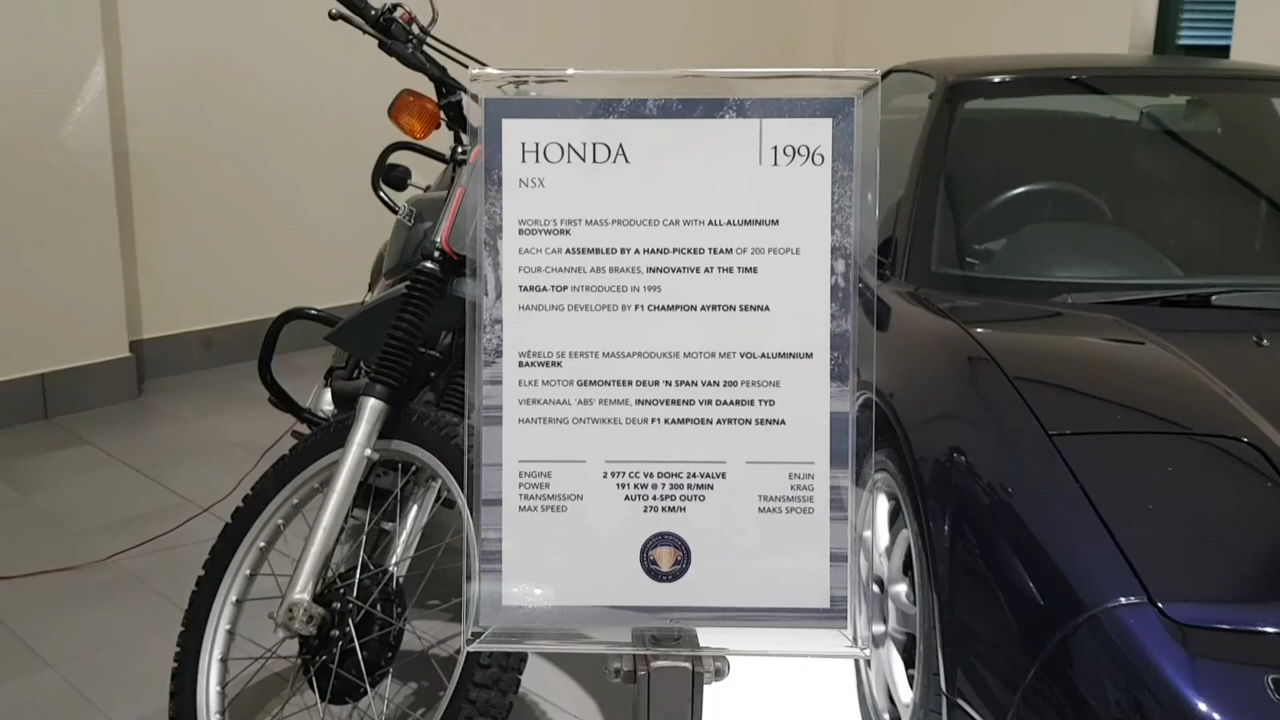 HONDA
1996
NSX
WORLD'S FIRST MASS-PRODUCED CAR WITH ALL-ALUMINIUM
BODYWORK
EACH CAR ASSEMBLED BY A HAND-PICKED TEAM OF 200 PEOPLE
FOUR-CHANNEL ABS BRAKES, INNOVATIVE AT THE TIME
TARGA-TOP INTRODUCED IN 1995
HANDLING DEVELOPED BY F1 CHAMPION AYRTON SENNA
WÊRELD SE EERSTE MASSAPRODUKSIE MOTOR MET VOL-ALUMINIUM
BAKWERK
ELKE MOTOR GEMONTEER DEUR 'N SPAN VAN 200 PERSONE
VIERKANAAL 'ABS' REMME, INNOVEREND VIR DAARDIE TYD
HANTERING ONTWIKKEL DEUR F1 KAMPIOEN AYRTON SENNA
ENGINE 2 977 CC V6 DOHC 24-VALVE ENJIN
POWER 191 KW @ 7 300 R/MIN KRAG
TRANSMISSION AUTO 4-SPD OUTO TRANSMISSIE
MAX SPEED 270 KM/H MAKS SPOED